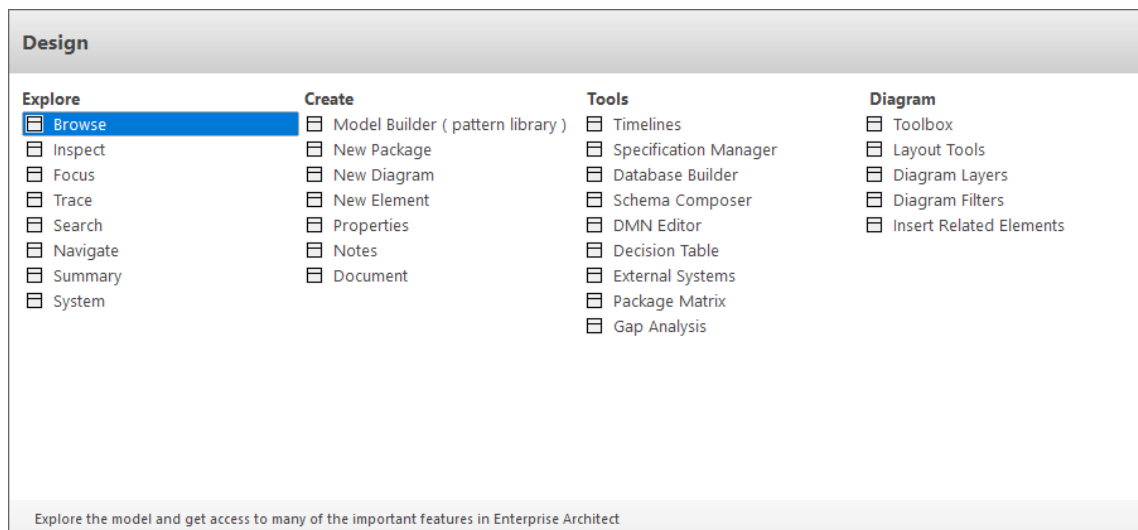 Design
Explore
Browse
Inspect
Focus
Trace
Search
Navigate
Summary
System
Create
Model Builder ( pattern library )
New Package
New Diagram
New Element
Properties
Notes
Document
Tools
Timelines
Specification Manager
Database Builder
Schema Composer
DMN Editor
Decision Table
External Systems
Package Matrix
Gap Analysis
Diagram
Toolbox
Layout Tools
Diagram Layers
Diagram Filters
Insert Related Elements
Explore the model and get access to many of the important features in Enterprise Architect